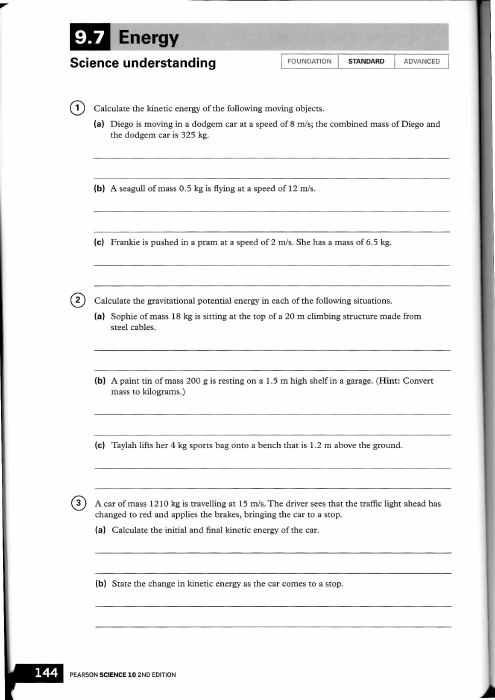 9.7 Energy
Science understanding
FOUNDATION STANDARD ADVANCED
1 Calculate the kinetic energy of the following moving objects.
(a) Diego is moving in a dodgem car at a speed of 8 m/s; the combined mass of Diego and
the dodgem car is 325 kg.
(b) A seagull of mass 0.5 kg is flying at a speed of 12 m/s.
(c) Frankie is pushed in a pram at a speed of 2 m/s. She has a mass of 6.5 kg.
2 Calculate the gravitational potential energy in each of the following situations.
(a) Sophie of mass 18 kg is sitting at the top of a 20 m climbing structure made from
steel cables.
(b) A paint tin of mass 200 g is resting on a 1.5 m high shelf in a garage. (Hint: Convert
mass to kilograms.)
(c) Taylah lifts her 4 kg sports bag onto a bench that is 1.2 m above the ground.
3 A car of mass 1210 kg is travelling at 15 m/s. The driver sees that the traffic light ahead has
changed to red and applies the brakes, bringing the car to a stop.
(a) Calculate the initial and final kinetic energy of the car.
(b) State the change in kinetic energy as the car comes to a stop.
144 PEARSON SCIENCE 10 2ND EDITION